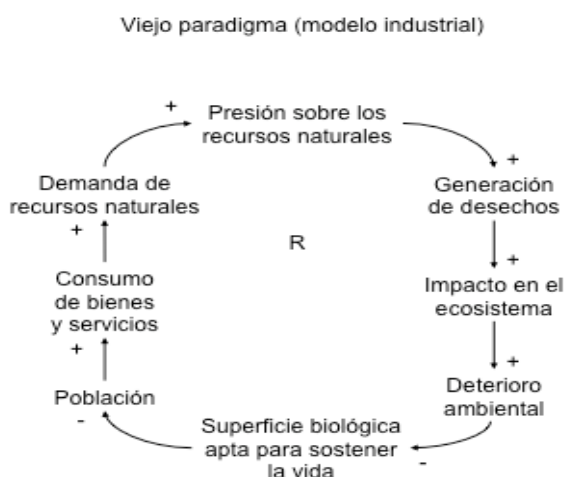 Viejo paradigma (modelo industrial)
+
Presión sobre los
recursos naturales
+
Generación
de desechos
+
Impacto en el
ecosistema
+
Deterioro
ambiental
-
Superficie biológica
apta para sostener
la vida
-
Población
+
Consumo
de bienes
y servicios
+
Demanda de
recursos naturales
R